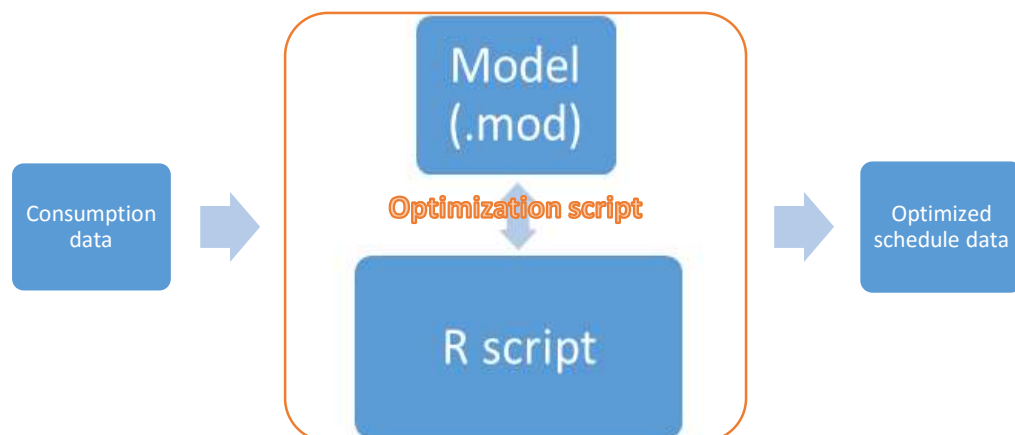 Model
(.mod)
Consumption
data
Optimization script
Optimized
schedule data
R script